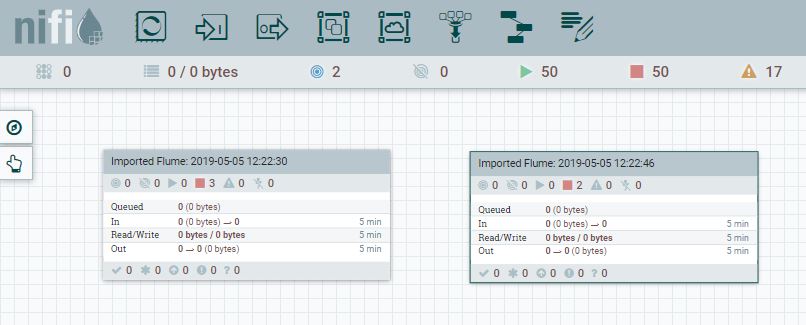 nifi
0 0 / 0 bytes 2 0 50 50 17
Imported Flume: 2019-05-05 12:22:30
0 0 0 3 0 0
Queued 0 (0 bytes)
In 0 (0 bytes) → 0 5 min
Read/Write 0 bytes / 0 bytes 5 min
Out 0 → 0 (0 bytes) 5 min
0 0 0 0 ? 0
Imported Flume: 2019-05-05 12:22:46
0 0 0 2 0 0
Queued 0 (0 bytes)
In 0 (0 bytes) → 0 5 min
Read/Write 0 bytes / 0 bytes 5 min
Out 0 → 0 (0 bytes) 5 min
0 0 0 0 ? 0